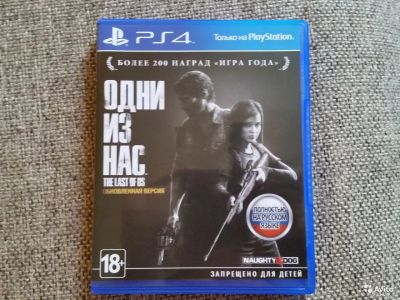 PS4
Только на PlayStation
БОЛЕЕ 200 НАГРАД «ИГРА ГОДА»
ОДНИ
ИЗ
НАС
THE LAST OF US
ОБНОВЛЕННАЯ ВЕРСИЯ
ПОЛНОСТЬЮ
НА РУССКОМ
ЯЗЫКЕ
18+
NAUGHTY DOG
ЗАПРЕЩЕНО ДЛЯ ДЕТЕЙ
Avito